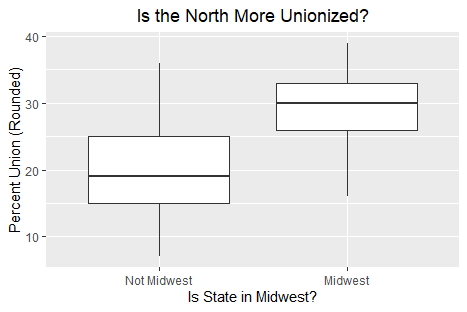 Is the North More Unionized?
Percent Union (Rounded)
40
30
20
10
Not Midwest
Midwest
Is State in Midwest?